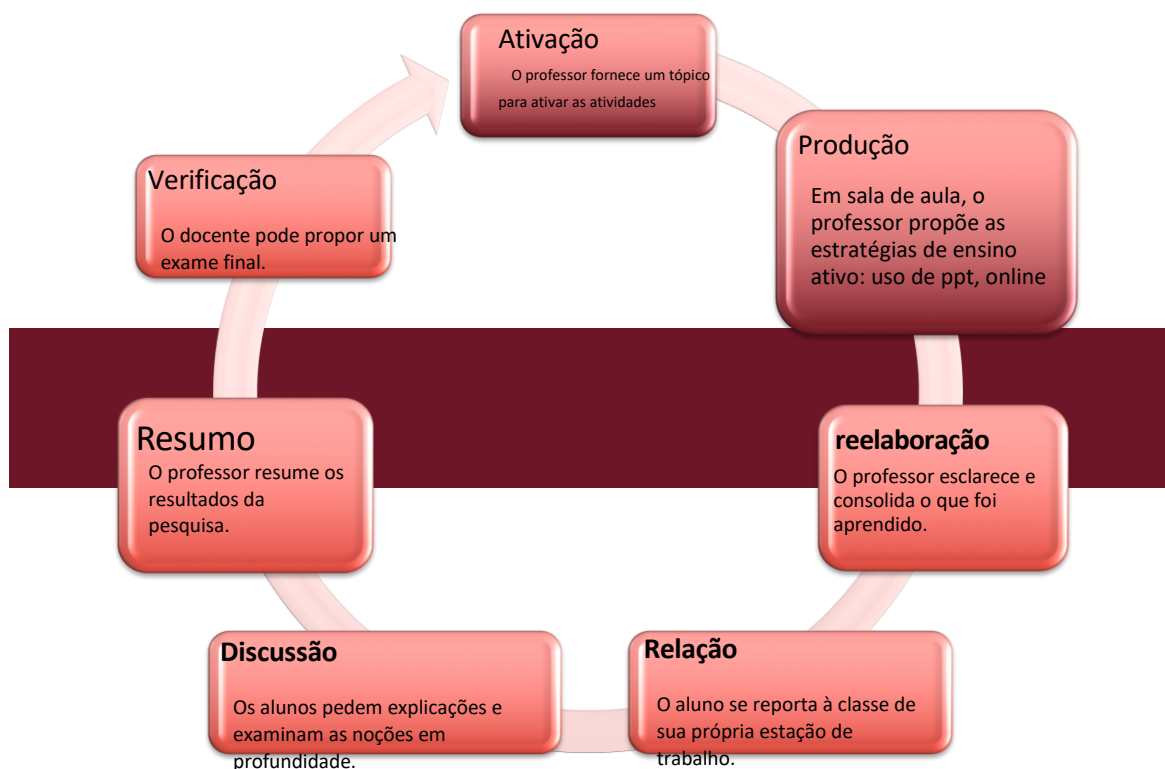 Ativação
O professor fornece um tópico
para ativar as atividades
Produção
Em sala de aula, o
professor propõe as
estratégias de ensino
ativo: uso de ppt, online
reelaboração
O professor esclarece e
consolida o que foi
aprendido.
Relação
O aluno se reporta à classe de
sua própria estação de
trabalho.
Discussão
Os alunos pedem explicações e
examinam as noções em
profundidade.
Resumo
O professor resume os
resultados da
pesquisa.
Verificação
O docente pode propor um
exame final.